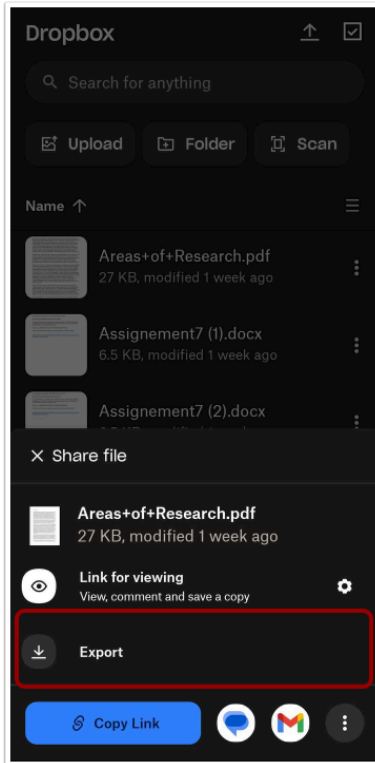 Dropbox
Search for anything
Upload Folder Scan
Name ↑
Areas+of+Research.pdf
27 KB, modified 1 week ago
Assignement7 (1).docx
6.5 KB, modified 1 week ago
Assignement7 (2).docx
Share file
Areas+of+Research.pdf
27 KB, modified 1 week ago
Link for viewing
View, comment and save a copy
Export
Copy Link